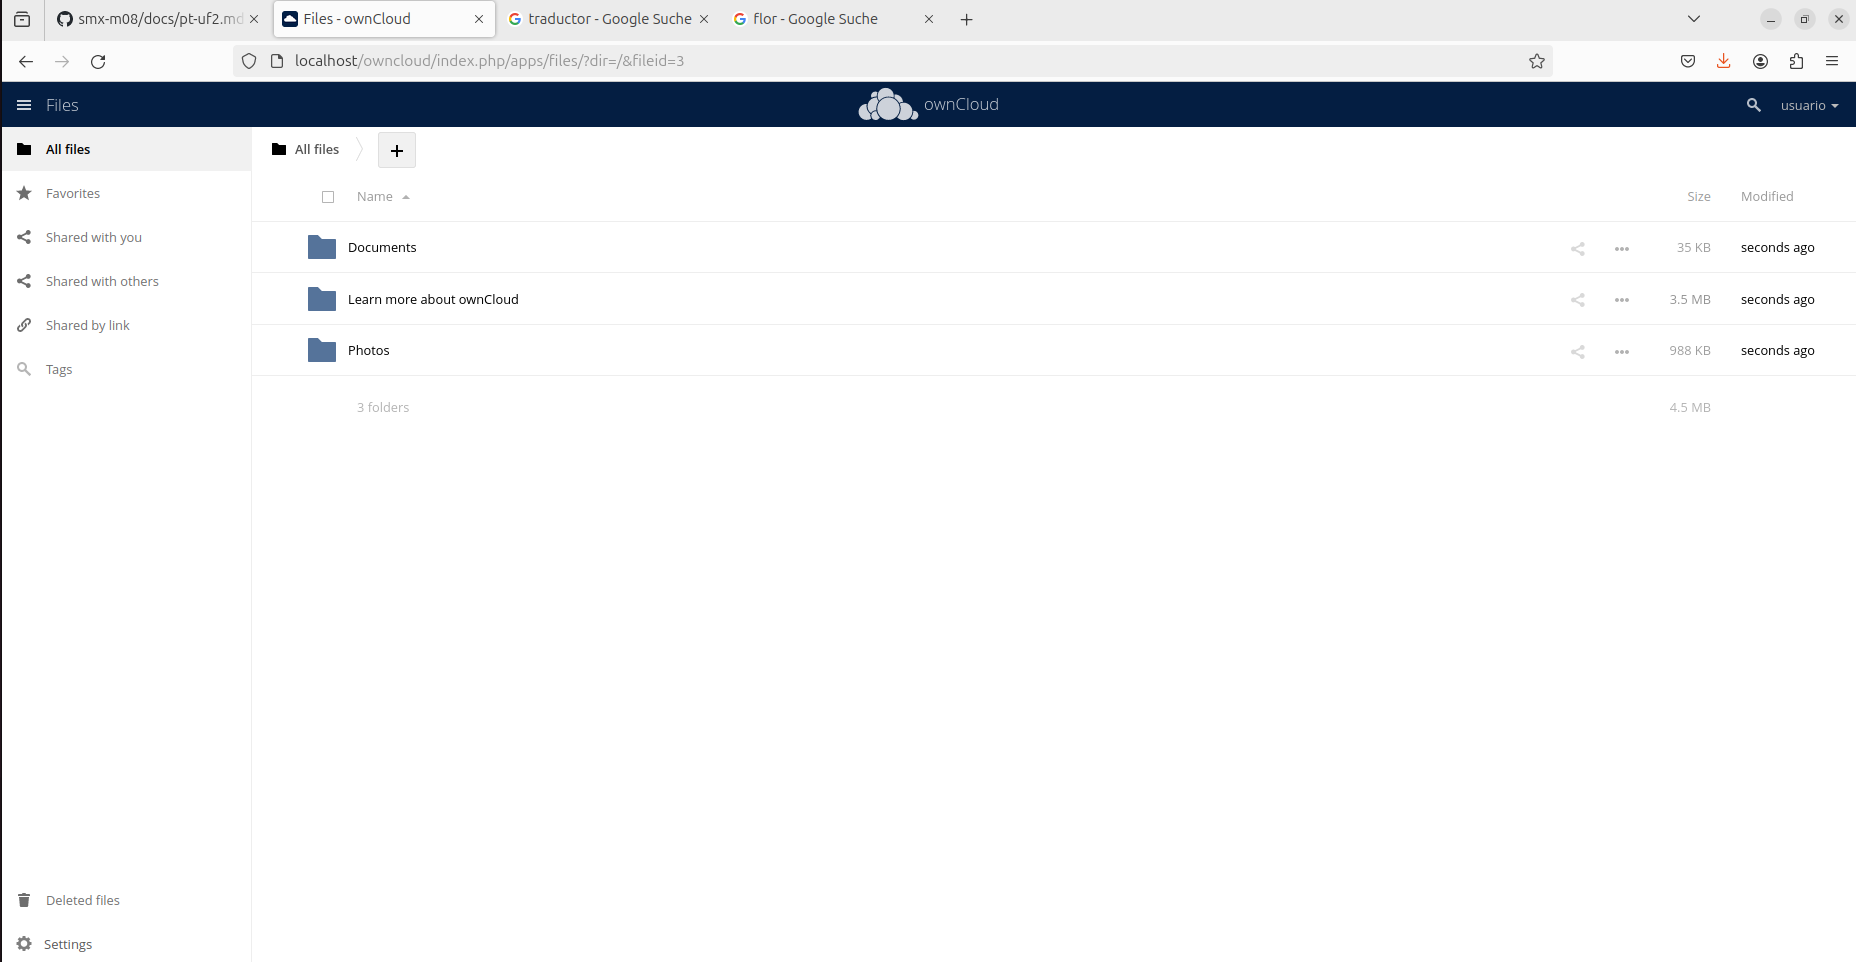 smx-m08/docs/pt-uf2.md
Files - ownCloud
traductor - Google Suche
flor - Google Suche
localhost/owncloud/index.php/apps/files/?dir=/&fileid=3
Files
ownCloud
usuario
All files
Favorites
Shared with you
Shared with others
Shared by link
Tags
Deleted files
Settings
All files
+
Name Size Modified
Documents 35 KB seconds ago
Learn more about ownCloud 3.5 MB seconds ago
Photos 988 KB seconds ago
3 folders 4.5 MB